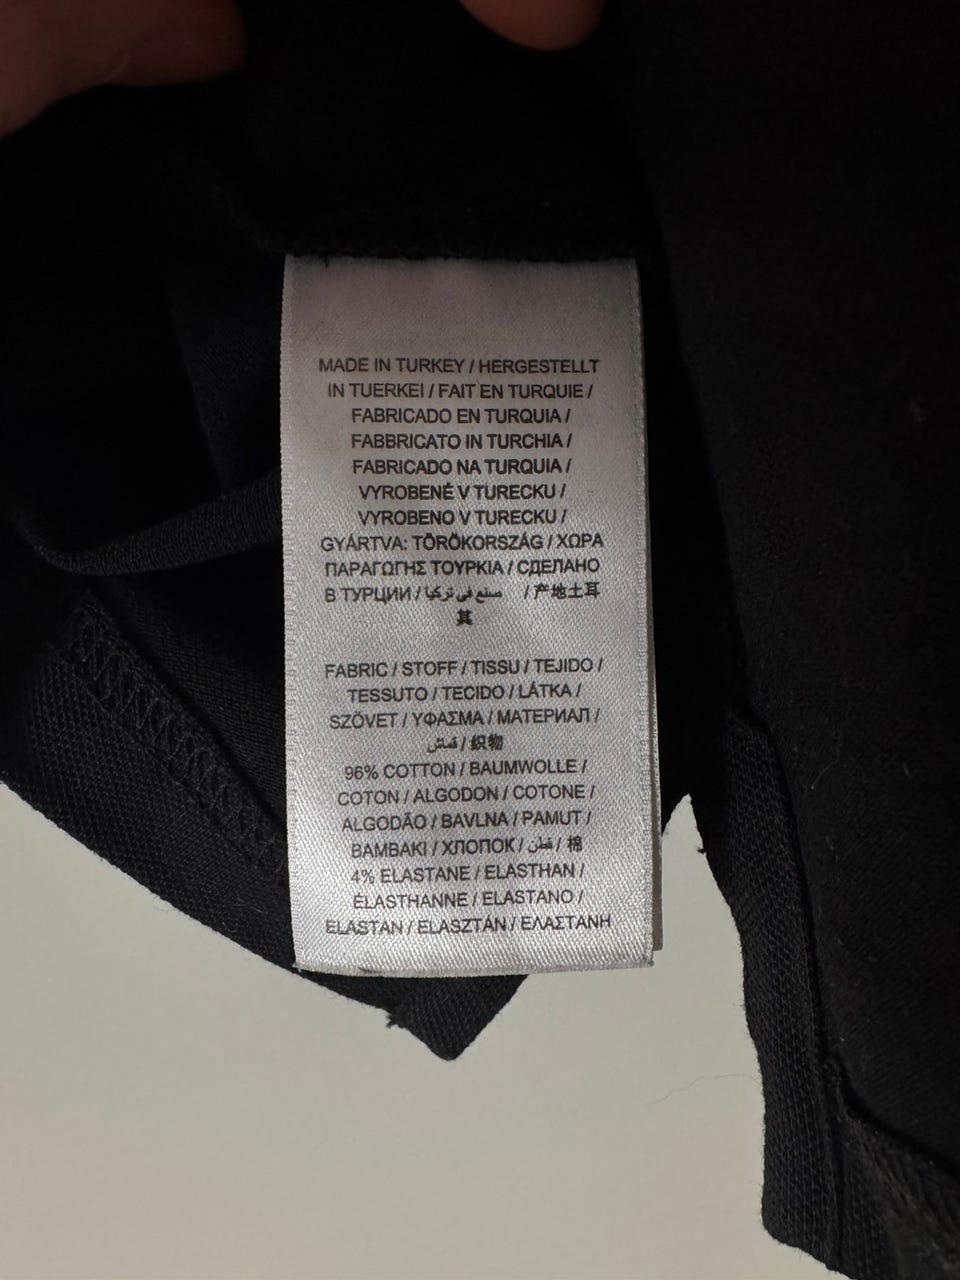 MADE IN TURKEY / HERGESTELLT
IN TUERKEI / FAIT EN TURQUIE /
FABRICADO EN TURQUIA /
FABBRICATO IN TURCHIA /
FABRICADO NA TURQUIA /
VYROBENÉ V TURECKU /
VYROBENO V TURECKU /
GYÁRTVA: TÖRÖKORSZÁG / ΧΩΡΑ
ΠΑΡΑΓΩΓΗΣ ΤΟΥΡΚΙΑ / СДЕЛАНО
В ТУРЦИИ / صنع في تركيا / 产地土耳
其
FABRIC / STOFF / TISSU / TEJIDO /
TESSUTO / TECIDO / LÁTKA /
SZÖVET / ΥΦΑΣΜΑ / МАТЕРИАЛ /
قماش / 织物
96% COTTON / BAUMWOLLE /
COTON / ALGODON / COTONE /
ALGODÃO / BAVLNA / PAMUT /
ΒΑΜΒΑΚΙ / ХЛОПОК / قطن / 棉
4% ELASTANE / ELASTHAN /
ÉLASTHANNE / ELASTANO /
ELASTAN / ELASZTÁN / ΕΛΑΣΤΑΝΗ